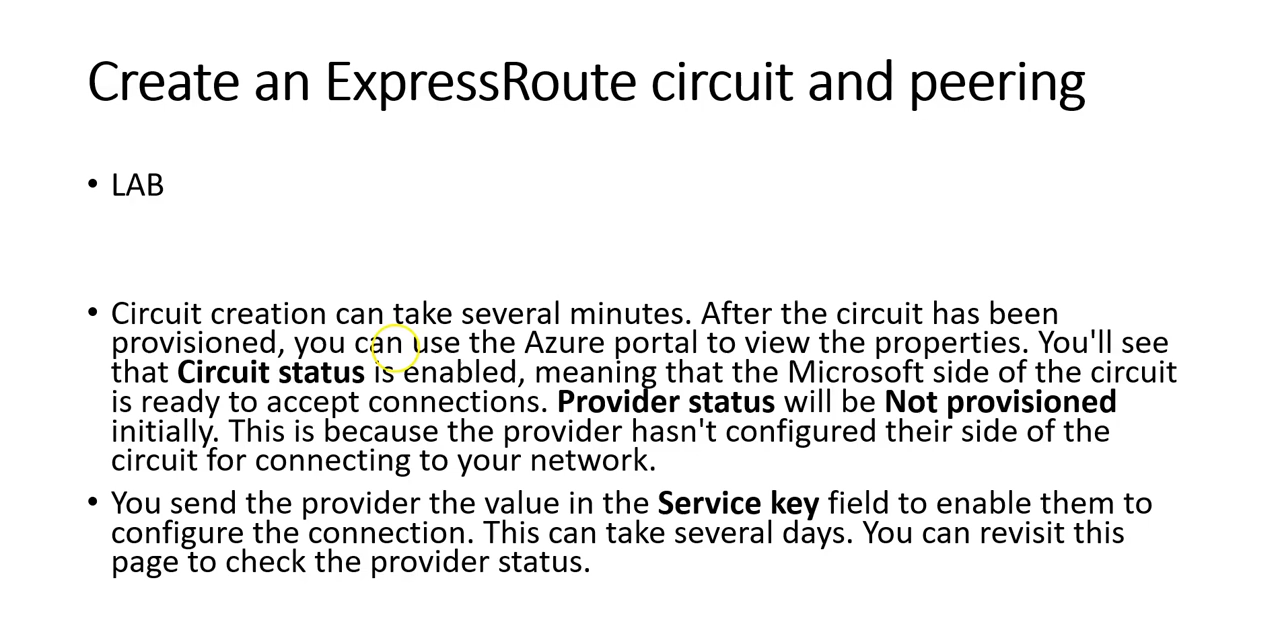 Create an ExpressRoute circuit and peering
• LAB
• Circuit creation can take several minutes. After the circuit has been
provisioned, you can use the Azure portal to view the properties. You'll see
that Circuit status is enabled, meaning that the Microsoft side of the circuit
is ready to accept connections. Provider status will be Not provisioned
initially. This is because the provider hasn't configured their side of the
circuit for connecting to your network.
• You send the provider the value in the Service key field to enable them to
configure the connection. This can take several days. You can revisit this
page to check the provider status.